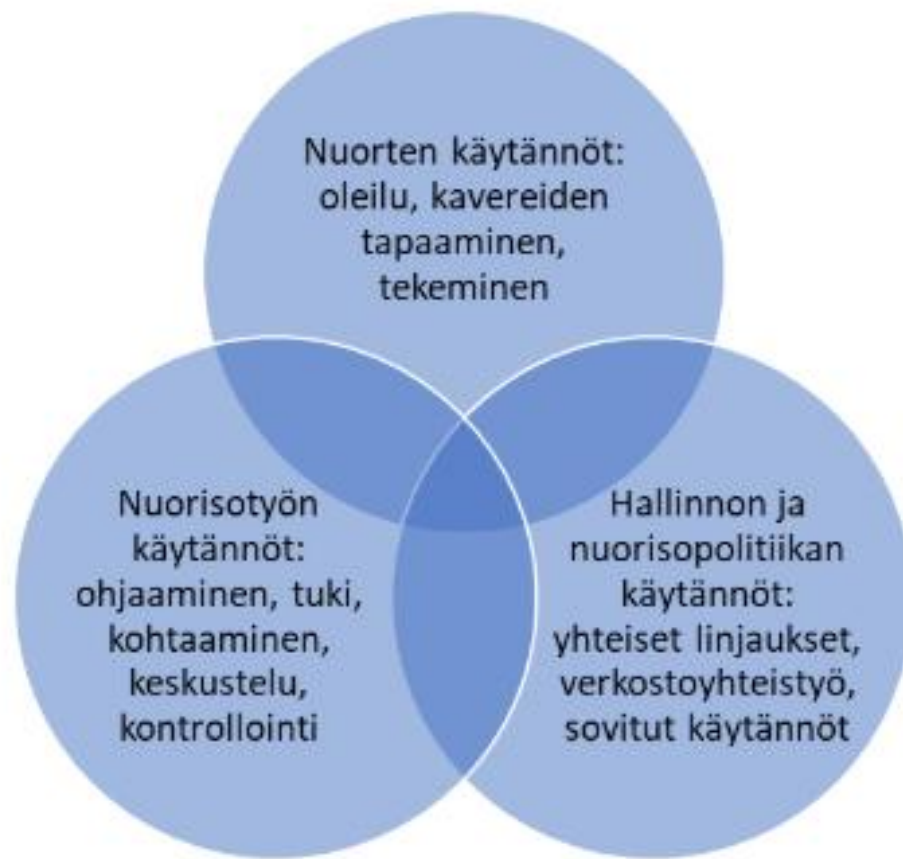 Nuorten käytännöt:
oleilu, kavereiden
tapaaminen,
tekeminen
Nuorisotyön
käytännöt:
ohjaaminen, tuki,
kohtaaminen,
keskustelu,
kontrollointi
Hallinnon ja
nuorisopolitiikan
käytännöt:
yhteiset linjaukset,
verkostoyhteistyö,
sovitut käytännöt